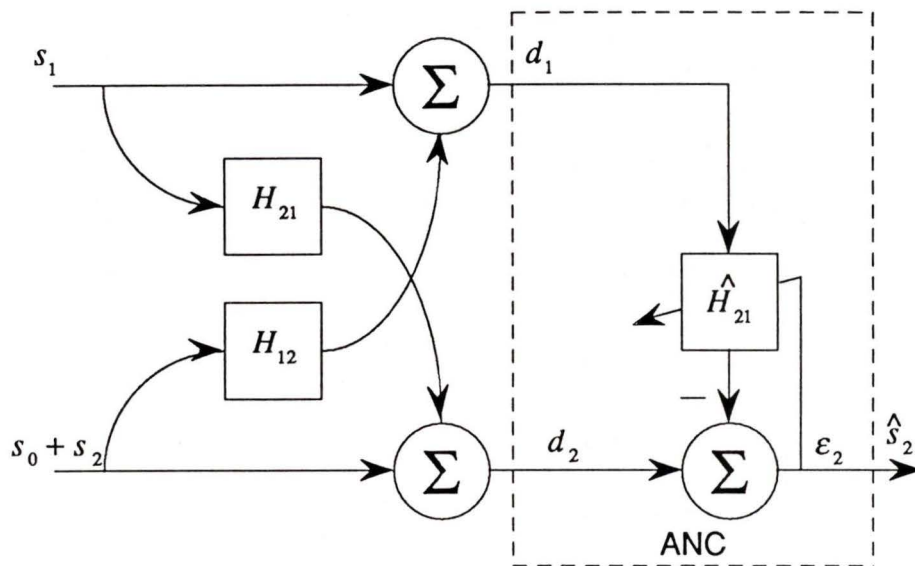 s₁
Σ
d₁
H₂₁
Ĥ₂₁
H₁₂
−
s₀ + s₂
Σ
d₂
Σ
ε₂
ŝ₂
ANC